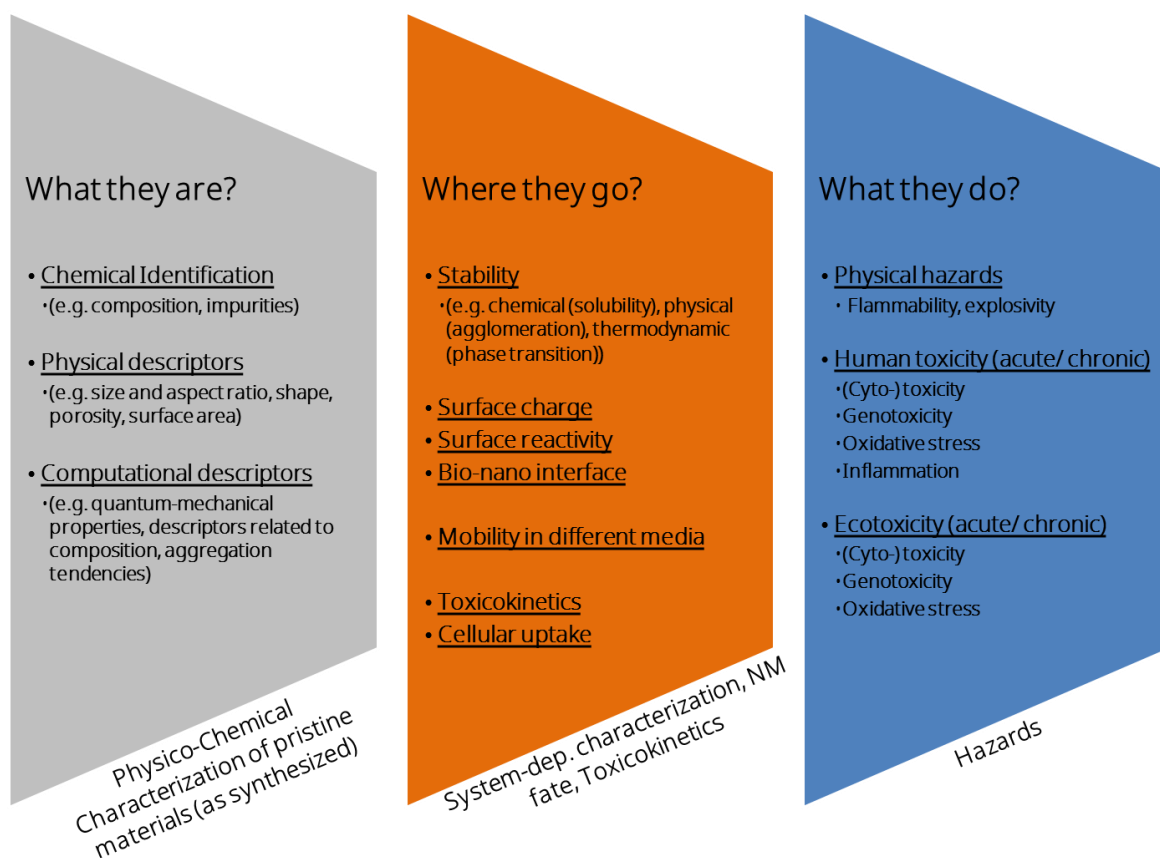 What they are?
• Chemical Identification
•(e.g. composition, impurities)
• Physical descriptors
•(e.g. size and aspect ratio, shape,
porosity, surface area)
• Computational descriptors
•(e.g. quantum-mechanical
properties, descriptors related to
composition, aggregation
tendencies)
Physico-Chemical
Characterization of pristine
materials (as synthesized)
Where they go?
• Stability
•(e.g. chemical (solubility), physical
(agglomeration), thermodynamic
(phase transition))
• Surface charge
• Surface reactivity
• Bio-nano interface
• Mobility in different media
• Toxicokinetics
• Cellular uptake
System-dep. characterization, NM
fate, Toxicokinetics
What they do?
• Physical hazards
• Flammability, explosivity
• Human toxicity (acute/ chronic)
•(Cyto-) toxicity
•Genotoxicity
•Oxidative stress
•Inflammation
• Ecotoxicity (acute/ chronic)
•(Cyto-) toxicity
•Genotoxicity
•Oxidative stress
Hazards